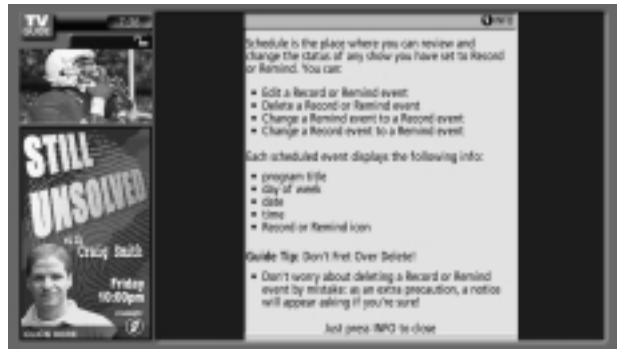 TV
GUIDE
INFO
Schedule is the place where you can review and
change the status of any show you have set to Record
or Remind. You can:
• Edit a Record or Remind event
• Delete a Record or Remind event
• Change a Remind event to a Record event
• Change a Record event to a Remind event
Each scheduled event displays the following info:
• program title
• day of week
• date
• time
• Record or Remind icon
Guide Tip: Don't Fret Over Delete!
• Don't worry about deleting a Record or Remind
event by mistake: as an extra precaution, a notice
will appear asking if you're sure!
Just press INFO to close
STILL
UNSOLVED
with
Craig Smith
Friday
10:00pm
CLICK HERE